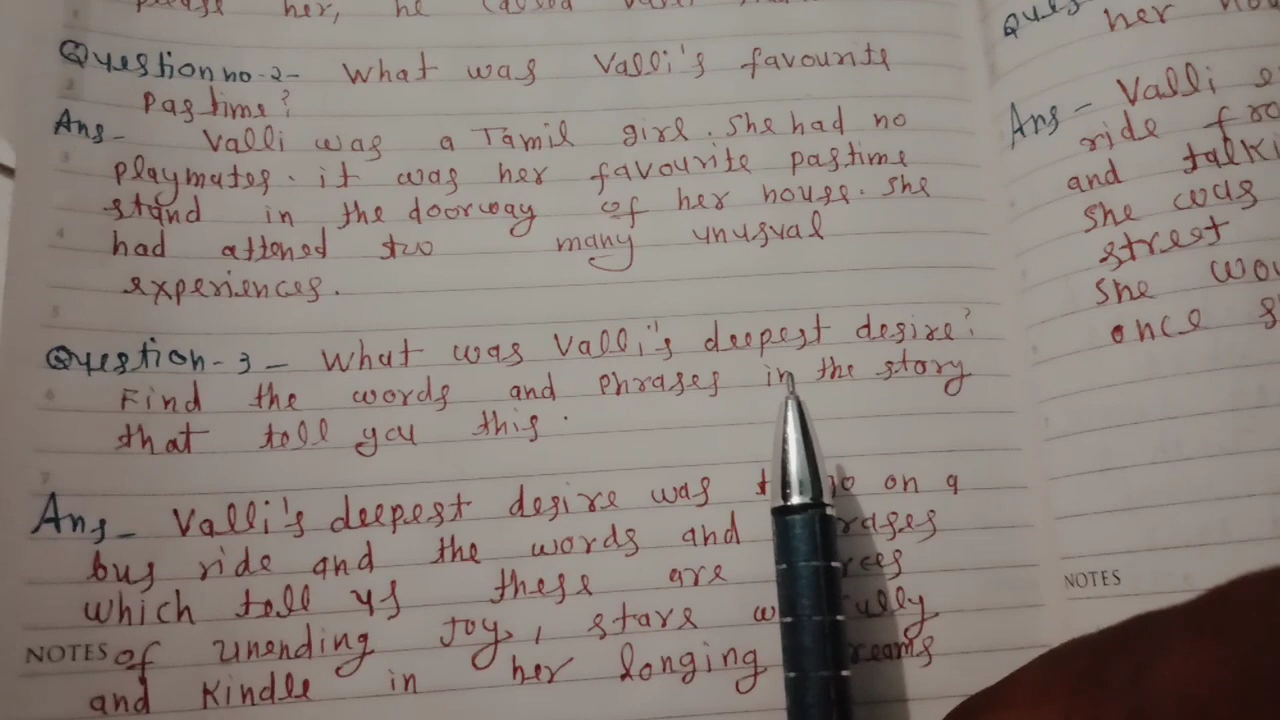 please her, he called
Question no-2- What was Valli's favourite
pastime?
Ans- Valli was a Tamil girl. She had no
playmates. it was her favourite pastime
stand in the doorway of her house. she
had attened two many unusual
experiences.
Question-3- What was Valli's deepest desire?
Find the words and phrases in the story
that tell you this.
Ans- Valli's deepest desire was on a
bus ride and the words and
which tell us these are
of unending Joy, stare
and kindle in her longing
NOTES
her
Ans- Valli
ride
and
she was
street
she
once
NOTES